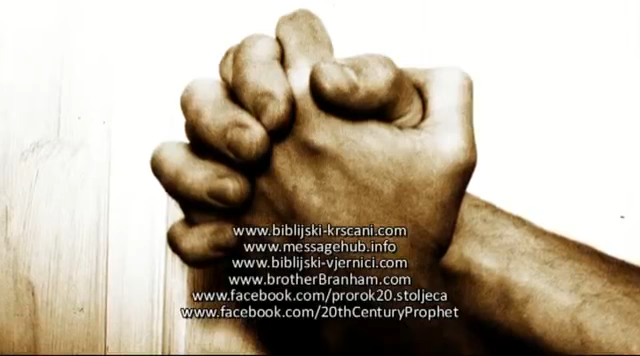 www.biblijski-krscani.com
www.messagehub.info
www.biblijski-vjernici.com
www.brotherBranham.com
www.facebook.com/prorok20.stoljeca
www.facebook.com/20thCenturyProphet